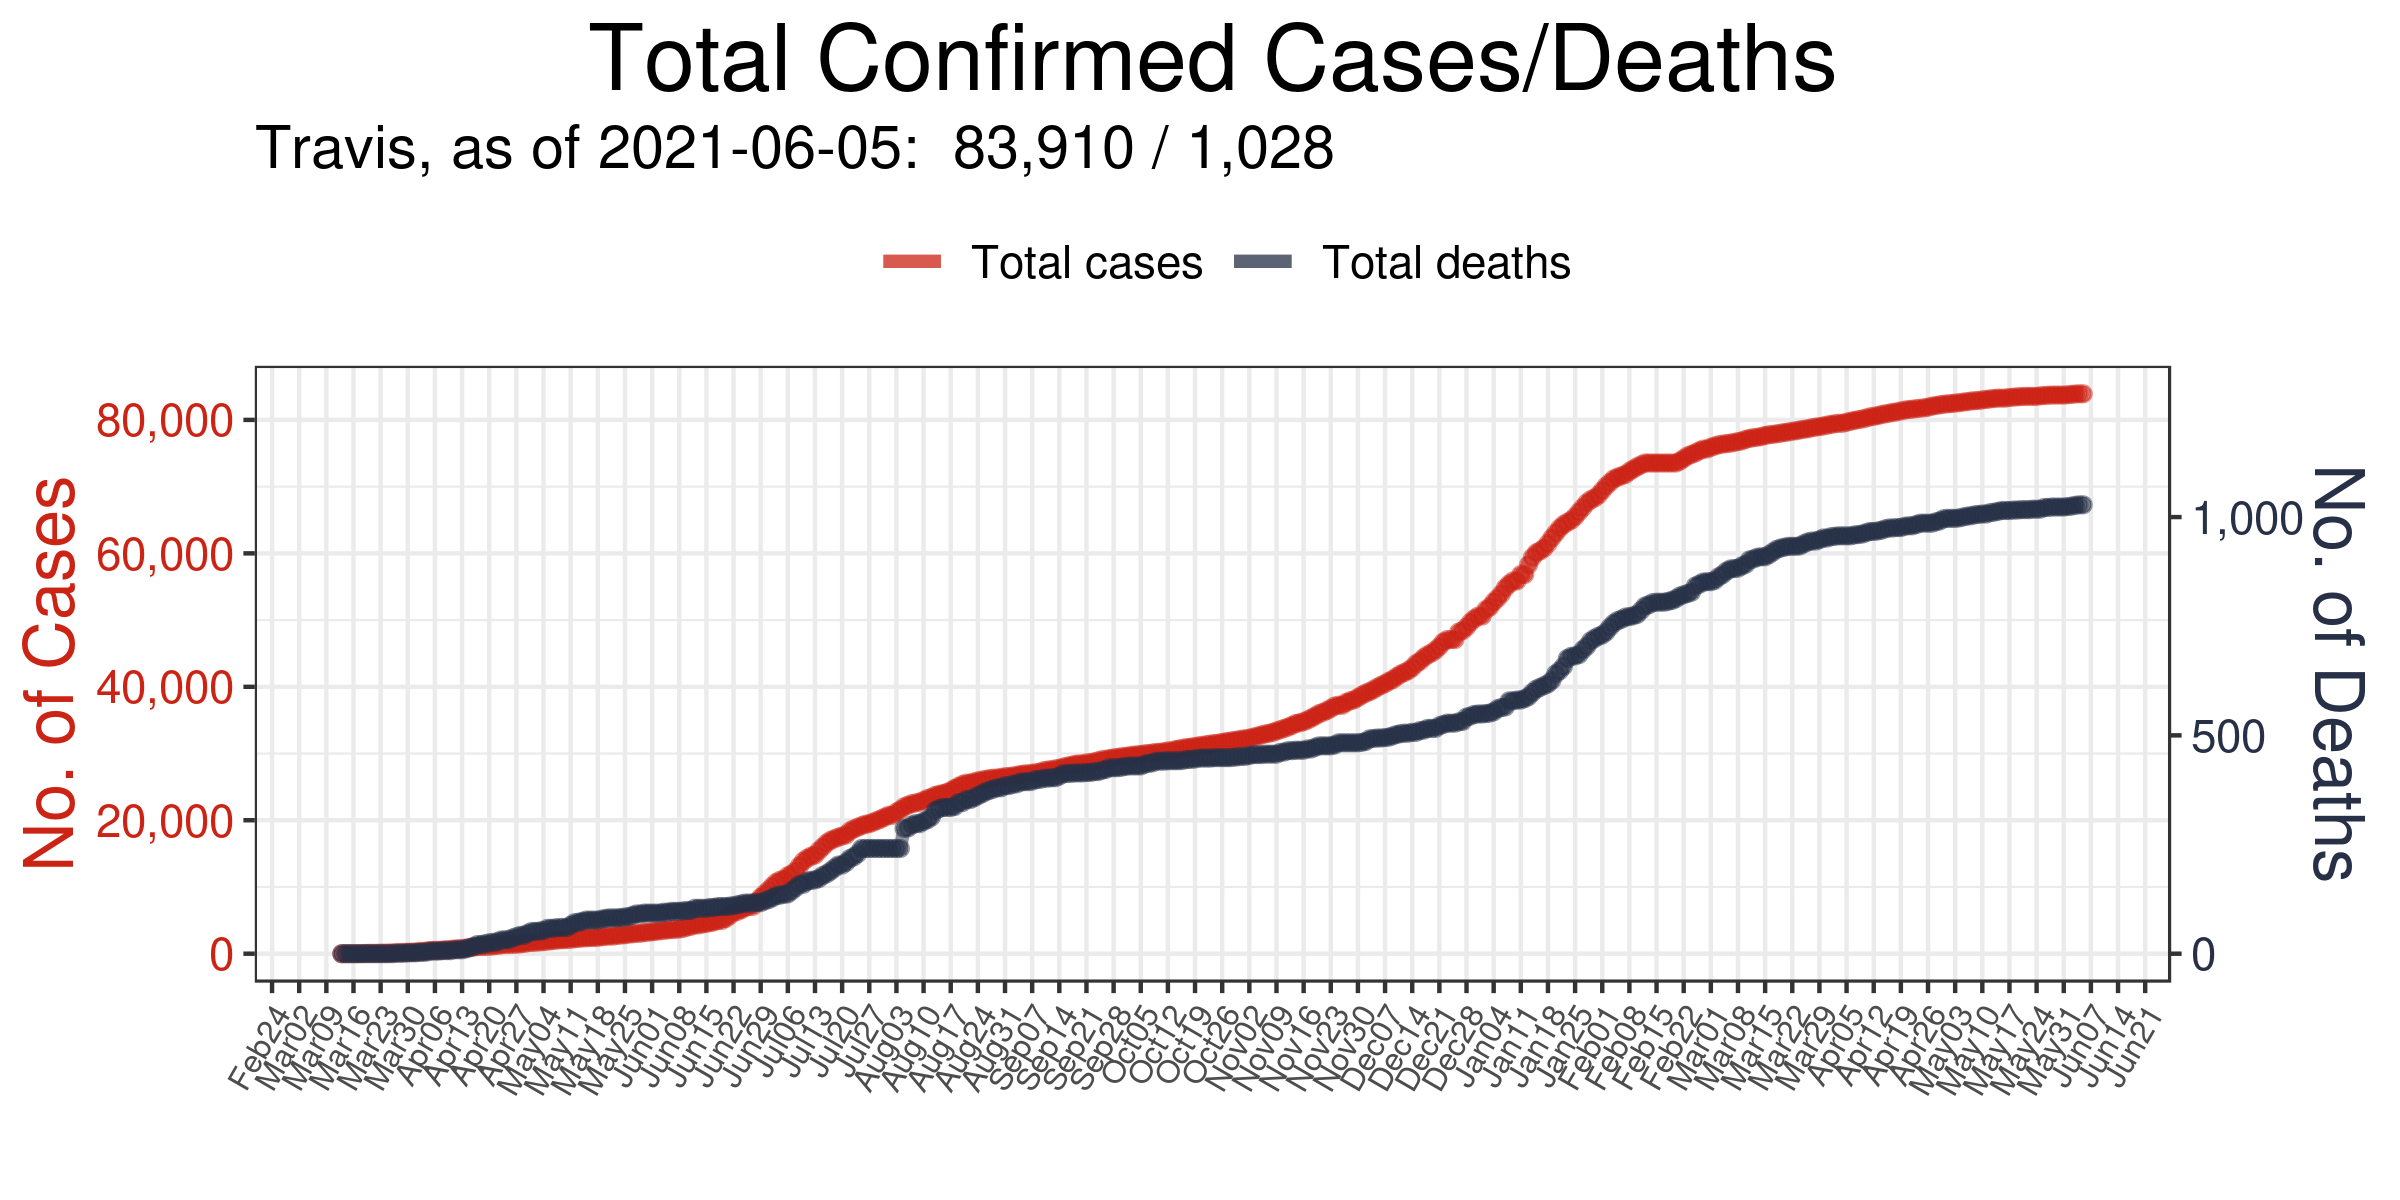 Total Confirmed Cases/Deaths
Travis, as of 2021-06-05:  83,910 / 1,028
Total cases
Total deaths
No. of Cases
80,000
60,000
40,000
20,000
0
No. of Deaths
1,000
500
0
Feb24
Mar02
Mar09
Mar16
Mar23
Mar30
Apr06
Apr13
Apr20
Apr27
May04
May11
May18
May25
Jun01
Jun08
Jun15
Jun22
Jun29
Jul06
Jul13
Jul20
Jul27
Aug03
Aug10
Aug17
Aug24
Aug31
Sep07
Sep14
Sep21
Sep28
Oct05
Oct12
Oct19
Oct26
Nov02
Nov09
Nov16
Nov23
Nov30
Dec07
Dec14
Dec21
Dec28
Jan04
Jan11
Jan18
Jan25
Feb01
Feb08
Feb15
Feb22
Mar01
Mar08
Mar15
Mar22
Mar29
Apr05
Apr12
Apr19
Apr26
May03
May10
May17
May24
May31
Jun07
Jun14
Jun21